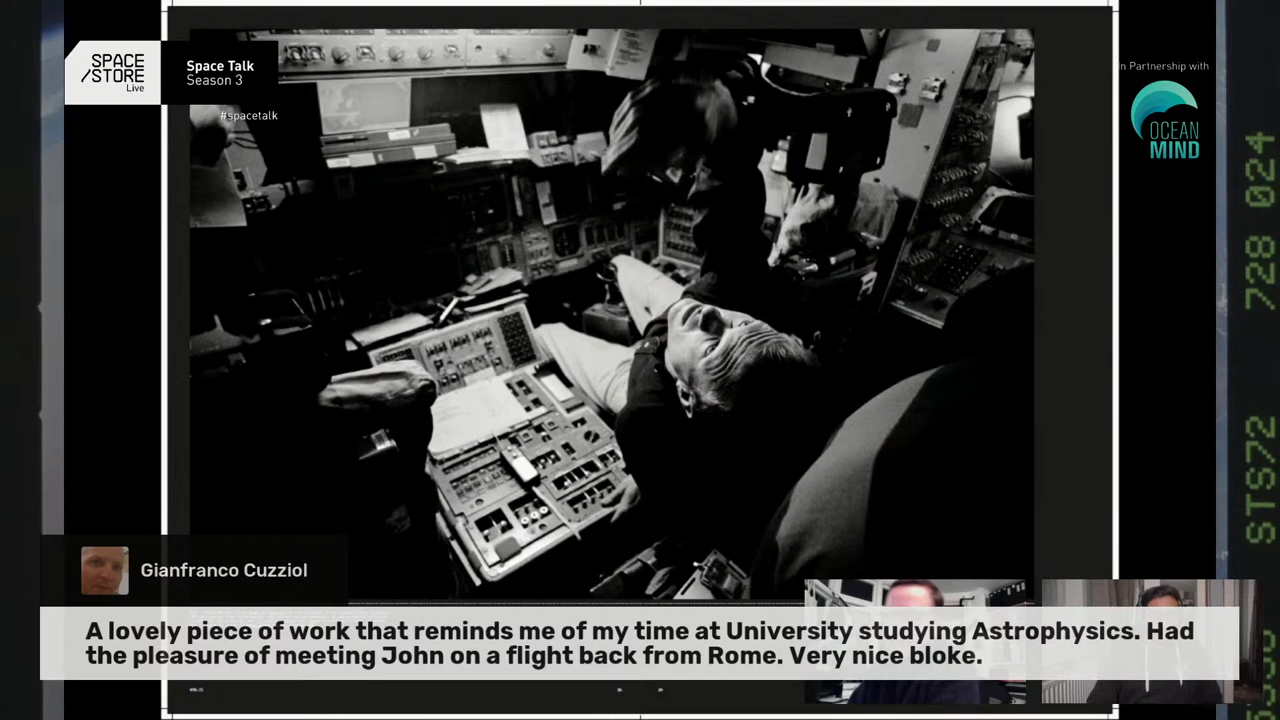 SPACE
/STORE
Live
Space Talk
Season 3
#spacetalk
n Partnership with
OCEAN
MIND
728 024
STS72
Gianfranco Cuzziol
A lovely piece of work that reminds me of my time at University studying Astrophysics. Had
the pleasure of meeting John on a flight back from Rome. Very nice bloke.